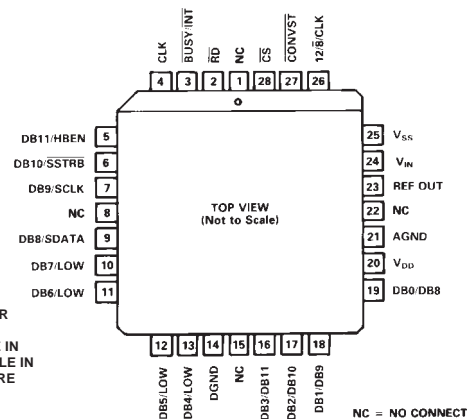 CLK
BUSY/INT
RD
NC
CS
CONVST
12/8/CLK
4
3
2
1
28
27
26
DB11/HBEN 5
DB10/SSTRB 6
DB9/SCLK 7
NC 8
DB8/SDATA 9
DB7/LOW 10
DB6/LOW 11
TOP VIEW
(Not to Scale)
25 VSS
24 VIN
23 REF OUT
22 NC
21 AGND
20 VDD
19 DB0/DB8
12
13
14
15
16
17
18
DB5/LOW
DB4/LOW
DGND
NC
DB3/DB11
DB2/DB10
DB1/DB9
R
E IN
LE IN
RE
NC = NO CONNECT